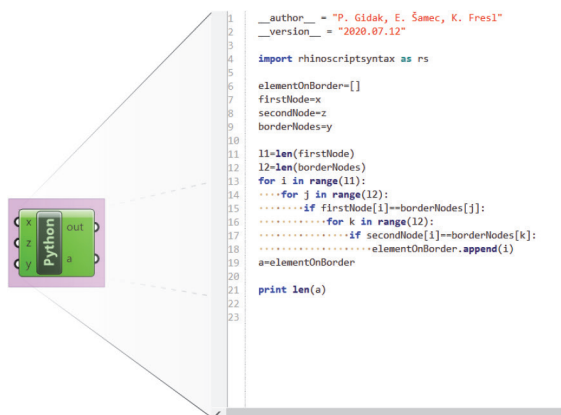 1 __author__ = "P. Gidak, E. Šamec, K. Fresl"
2 __version__ = "2020.07.12"
3
4 import rhinoscriptsyntax as rs
5
6 elementOnBorder=[]
7 firstNode=x
8 secondNode=z
9 borderNodes=y
10
11 l1=len(firstNode)
12 l2=len(borderNodes)
13 for i in range(l1):
14 ····for j in range(l2):
15 ········if firstNode[i]==borderNodes[j]:
16 ············for k in range(l2):
17 ················if secondNode[i]==borderNodes[k]:
18 ····················elementOnBorder.append(i)
19 a=elementOnBorder
20
21 print len(a)
22
23
x
z
y
Python
out
a